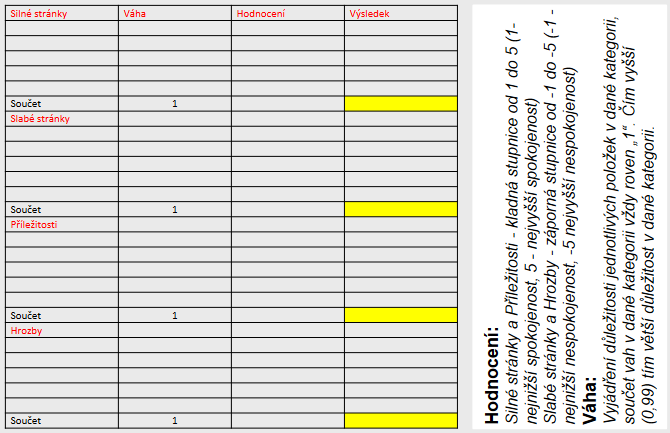 Silné stránky Váha Hodnocení Výsledek
Součet 1
Slabé stránky
Součet 1
Příležitosti
Součet 1
Hrozby
Součet 1
Hodnocení:
Silné stránky a Příležitosti - kladná stupnice od 1 do 5 (1-
nejnižší spokojenost, 5 - nejvyšší spokojenost)
Slabé stránky a Hrozby - záporná stupnice od -1 do -5 (-1 -
nejnižší nespokojenost, -5 nejvyšší nespokojenost)
Váha:
Vyjádření důležitosti jednotlivých položek v dané kategorii,
součet vah v dané kategorii vždy roven „1“. Čím vyšší
(0,99) tím větší důležitost v dané kategorii.